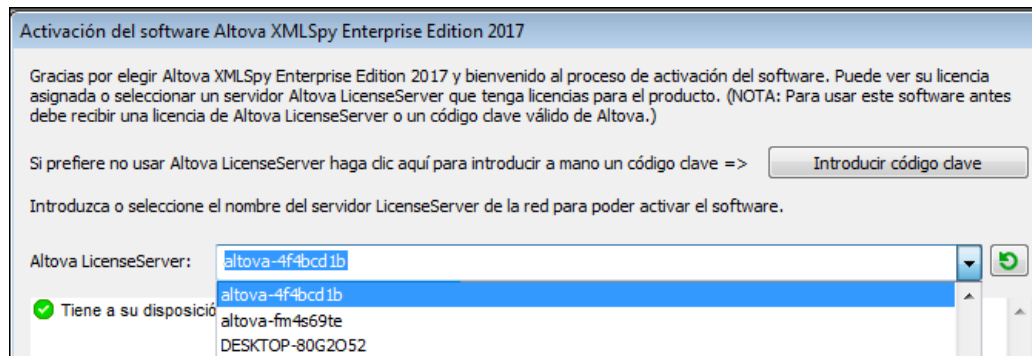 Activación del software Altova XMLSpy Enterprise Edition 2017
Gracias por elegir Altova XMLSpy Enterprise Edition 2017 y bienvenido al proceso de activación del software. Puede ver su licencia
asignada o seleccionar un servidor Altova LicenseServer que tenga licencias para el producto. (NOTA: Para usar este software antes
debe recibir una licencia de Altova LicenseServer o un código clave válido de Altova.)
Si prefiere no usar Altova LicenseServer haga clic aquí para introducir a mano un código clave => Introducir código clave
Introduzca o seleccione el nombre del servidor LicenseServer de la red para poder activar el software.
Altova LicenseServer: altova-4f4bcd1b
altova-4f4bcd1b
Tiene a su disposició
altova-fm4s69te
DESKTOP-80G2O52